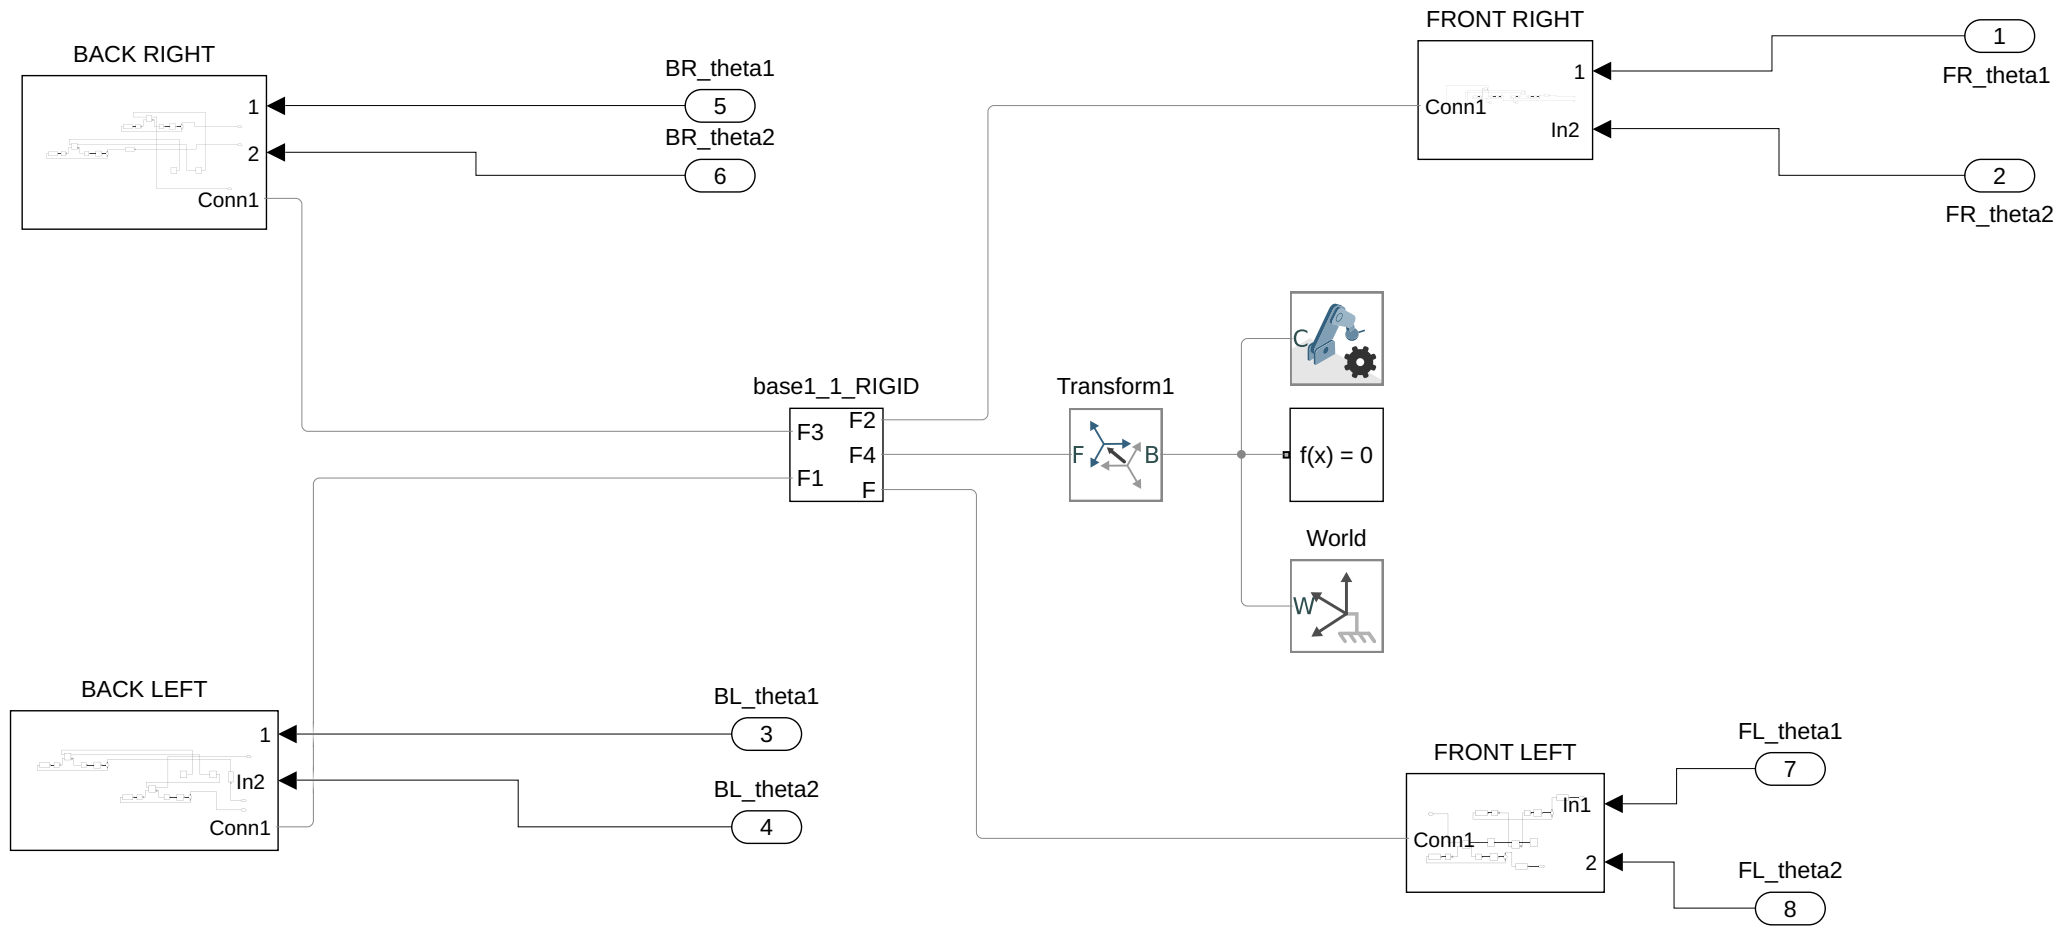 FRONT RIGHT
1
Conn1
In2
1
FR_theta1
2
FR_theta2
BACK RIGHT
1
2
Conn1
BR_theta1
5
BR_theta2
6
base1_1_RIGID
F3
F1
F2
F4
F
Transform1
F
B
C
f(x) = 0
World
W
BACK LEFT
1
In2
Conn1
BL_theta1
3
BL_theta2
4
FRONT LEFT
In1
Conn1
2
FL_theta1
7
FL_theta2
8